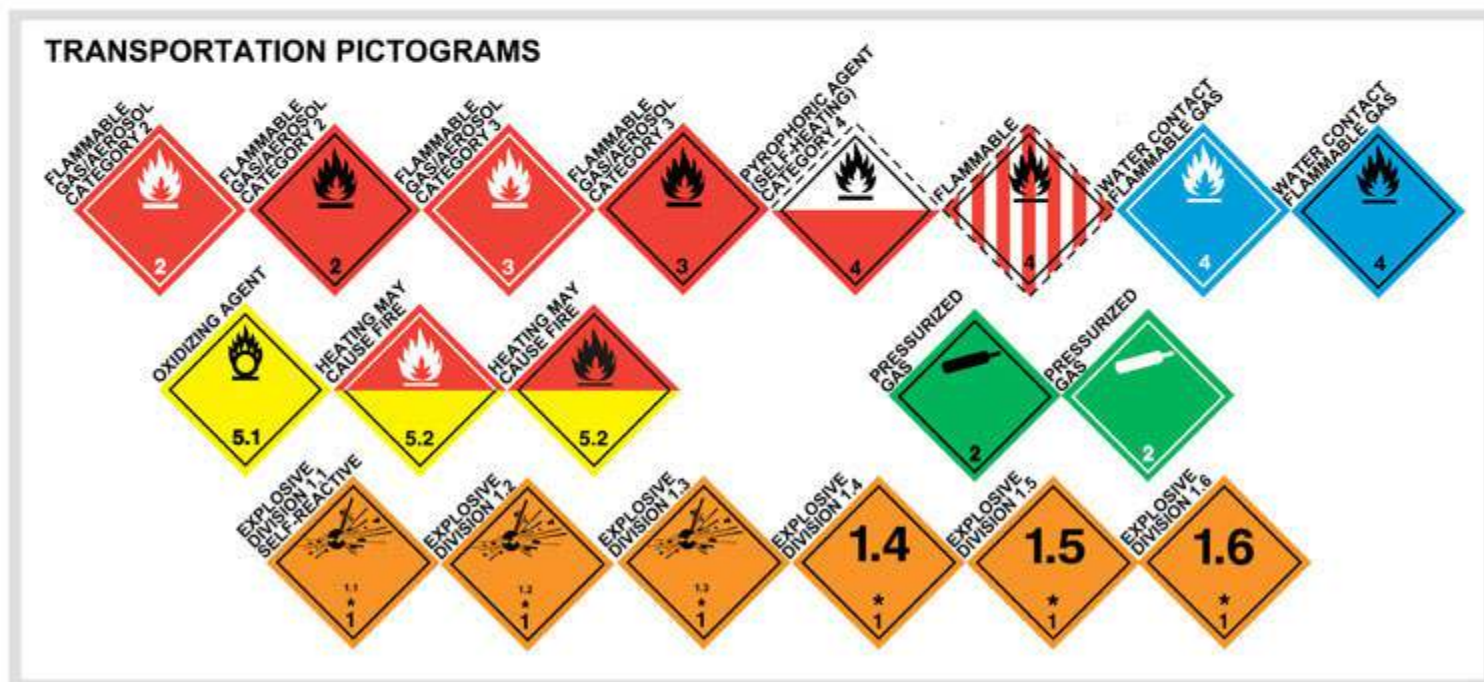 TRANSPORTATION PICTOGRAMS
FLAMMABLE
GAS/AEROSOL
CATEGORY 2
2
FLAMMABLE
GAS/AEROSOL
CATEGORY 2
2
FLAMMABLE
GAS/AEROSOL
CATEGORY 3
3
FLAMMABLE
GAS/AEROSOL
CATEGORY 3
3
PYROPHORIC AGENT
(SELF-HEATING)
CATEGORY 4
4
FLAMMABLE
4
WATER CONTACT
FLAMMABLE GAS
4
WATER CONTACT
FLAMMABLE GAS
4
OXIDIZING AGENT
5.1
HEATING MAY
CAUSE FIRE
5.2
HEATING MAY
CAUSE FIRE
5.2
PRESSURIZED
GAS
2
PRESSURIZED
GAS
2
EXPLOSIVE
DIVISION 1.1
SELF-REACTIVE
1.1
*
1
EXPLOSIVE
DIVISION 1.2
1.2
*
1
EXPLOSIVE
DIVISION 1.3
1.3
*
1
EXPLOSIVE
DIVISION 1.4
1.4
*
1
EXPLOSIVE
DIVISION 1.5
1.5
*
1
EXPLOSIVE
DIVISION 1.6
1.6
*
1